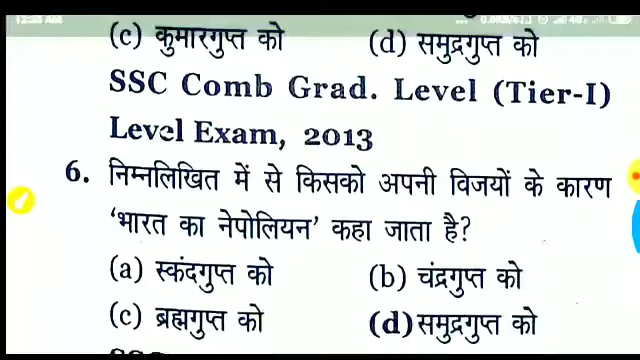 (c) कुमारगुप्त को (d) समुद्रगुप्त को
SSC Comb Grad. Level (Tier-I)
Level Exam, 2013
6. निम्नलिखित में से किसको अपनी विजयों के कारण
'भारत का नेपोलियन' कहा जाता है?
(a) स्कंदगुप्त को (b) चंद्रगुप्त को
(c) ब्रह्मगुप्त को (d) समुद्रगुप्त को